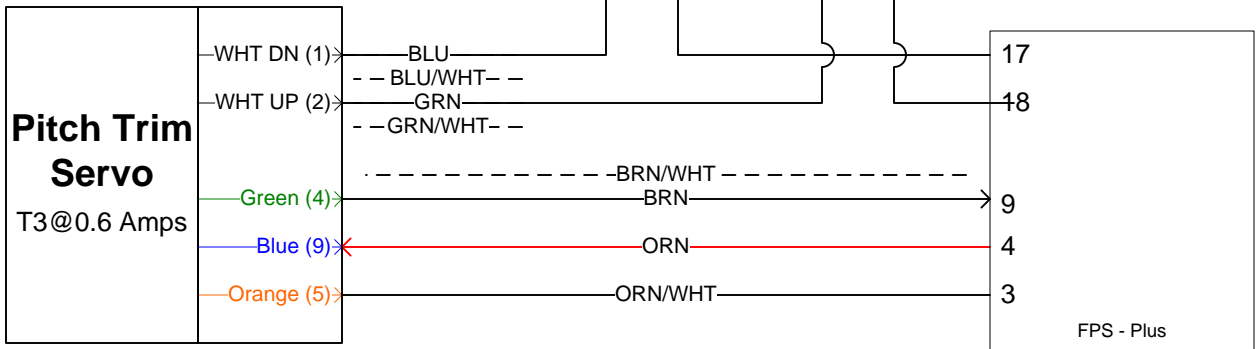 WHT DN (1) BLU 17
BLU/WHT
WHT UP (2) GRN 18
GRN/WHT
Pitch Trim
Servo
T3@0.6 Amps
BRN/WHT
Green (4) BRN 9
Blue (9) ORN 4
Orange (5) ORN/WHT 3
FPS - Plus